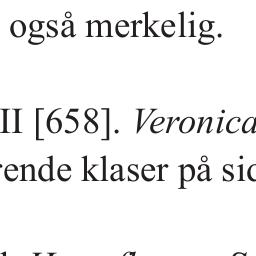 også merkelig.
II [658]. Veronica
rende klaser på sid